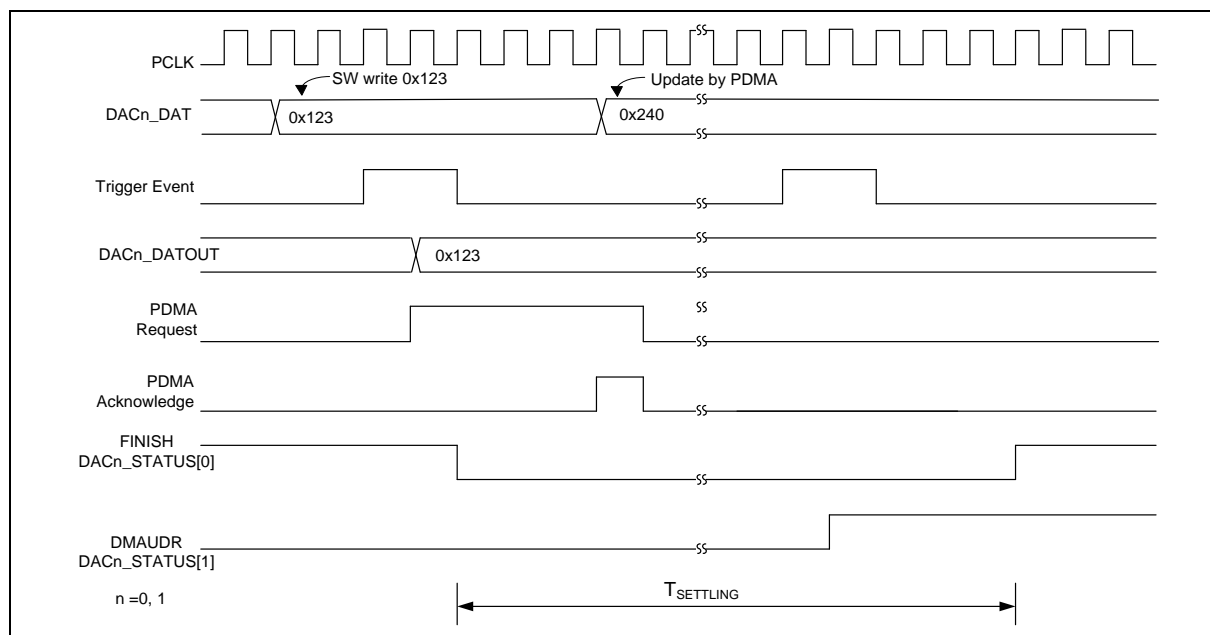 PCLK
SW write 0x123
Update by PDMA
DACn_DAT
0x123
0x240
Trigger Event
DACn_DATOUT
0x123
PDMA
Request
PDMA
Acknowledge
FINISH
DACn_STATUS[0]
DMAUDR
DACn_STATUS[1]
n =0, 1
TSETTLING